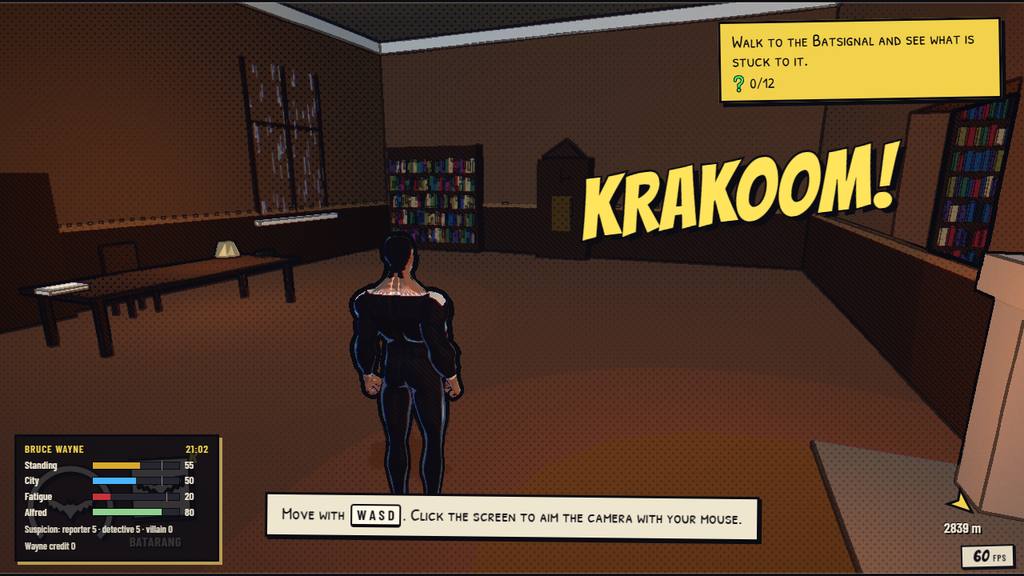 Walk to the Batsignal and see what is
stuck to it.
? 0/12
KRAKOOM!
BRUCE WAYNE 21:02
Standing 55
City 50
Fatigue 20
Alfred 80
Suspicion: reporter 5 · detective 5 · villain 0
Wayne credit 0
BATARANG
Move with WASD. Click the screen to aim the camera with your mouse.
2839 m
60 FPS